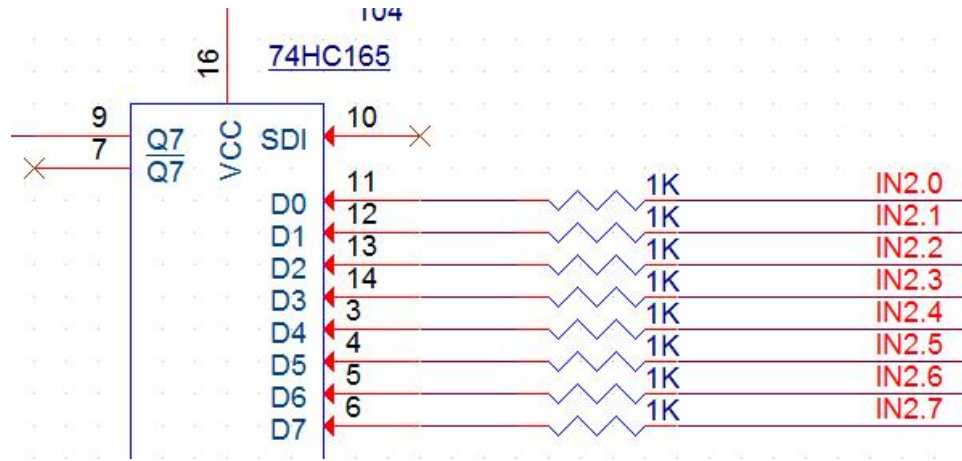 104
74HC165
16
9 Q7 VCC SDI 10
7 Q7
D0 11 1K IN2.0
D1 12 1K IN2.1
D2 13 1K IN2.2
D3 14 1K IN2.3
D4 3 1K IN2.4
D5 4 1K IN2.5
D6 5 1K IN2.6
D7 6 1K IN2.7